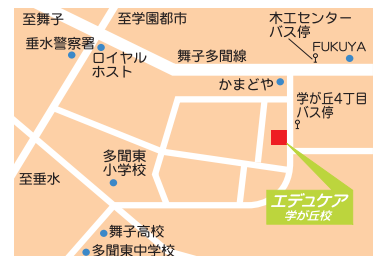 至舞子
至学園都市
木工センター
バス停
FUKUYA
垂水警察署
ロイヤル
ホスト
舞子多聞線
かまどや
学が丘4丁目
バス停
多聞東
小学校
至垂水
エデュケア
学が丘校
舞子高校
多聞東中学校